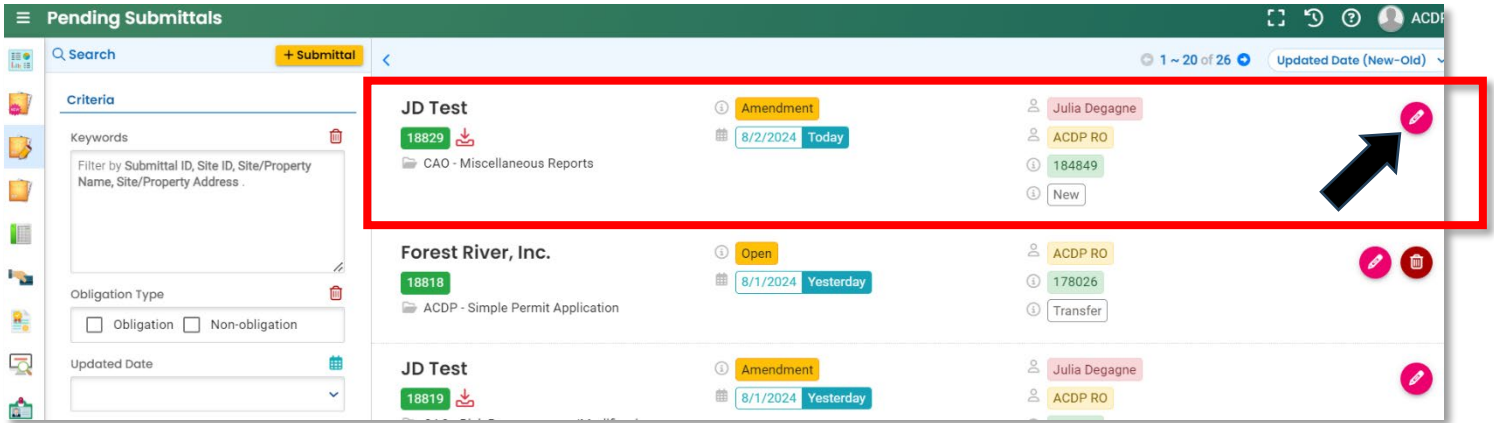 Pending Submittals
ACDP
Search
+ Submittal
1 ~ 20 of 26
Updated Date (New-Old)
Criteria
Keywords
Filter by Submittal ID, Site ID, Site/Property
Name, Site/Property Address .
Obligation Type
Obligation
Non-obligation
Updated Date
JD Test
18829
CAO - Miscellaneous Reports
Amendment
8/2/2024 Today
Julia Degagne
ACDP RO
184849
New
Forest River, Inc.
18818
ACDP - Simple Permit Application
Open
8/1/2024 Yesterday
ACDP RO
178026
Transfer
JD Test
18819
Amendment
8/1/2024 Yesterday
Julia Degagne
ACDP RO